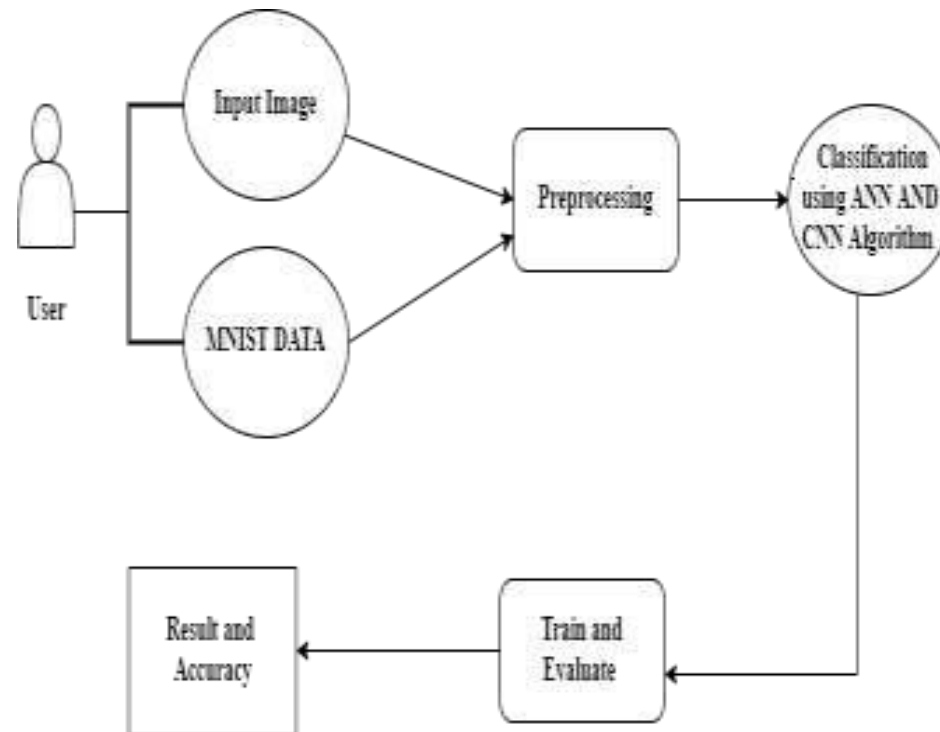 Input Image
User
MNIST DATA
Preprocessing
Classification
using ANN AND
CNN Algorithm
Train and
Evaluate
Result and
Accuracy